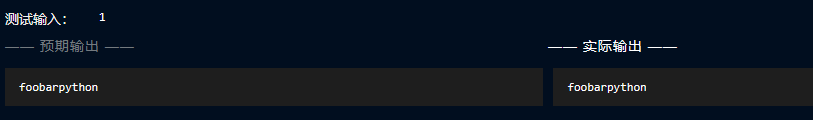 测试输入： 1
—— 预期输出 —— —— 实际输出 ——
foobarpython foobarpython